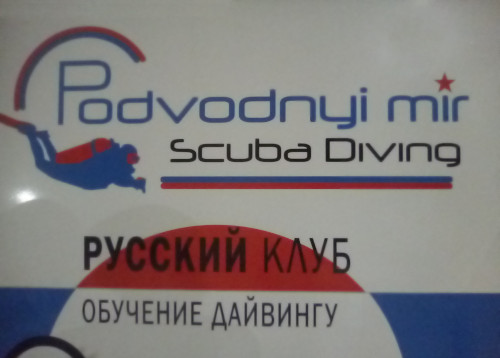 Podvodnyi mir
Scuba Diving
РУССКИЙ КЛУБ
ОБУЧЕНИЕ ДАЙВИНГУ